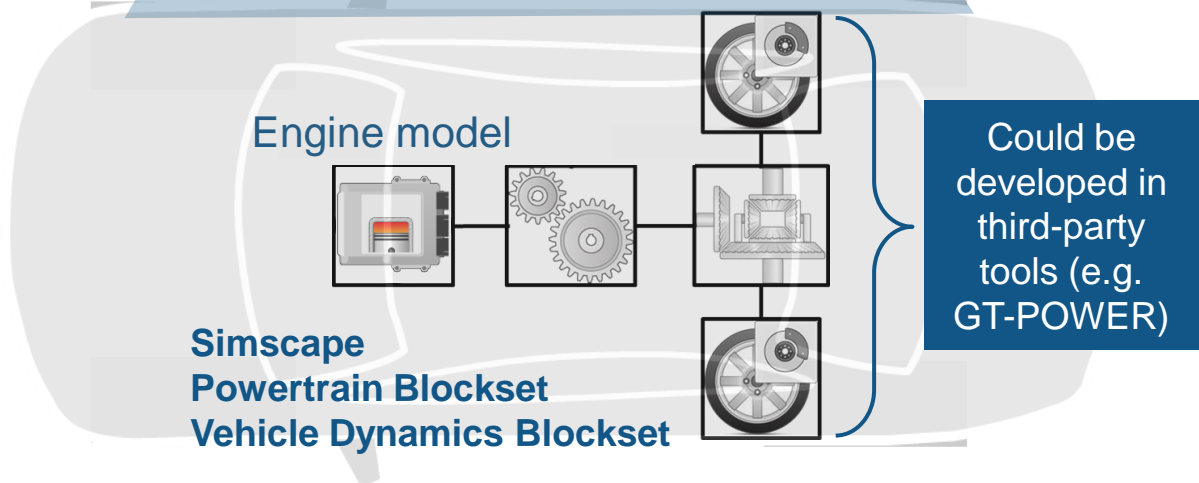 Engine model
Could be
developed in
third-party
tools (e.g.
GT-POWER)
Simscape
Powertrain Blockset
Vehicle Dynamics Blockset